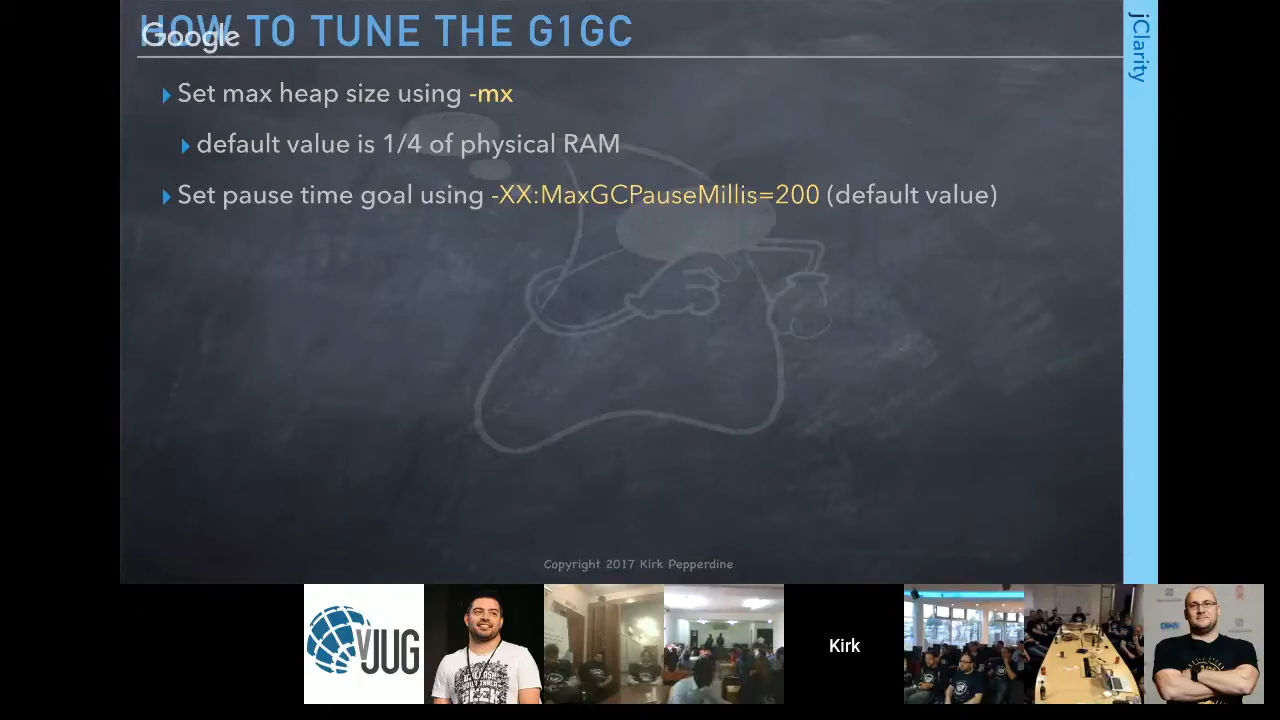 HOW TO TUNE THE G1GC
Google
jClarity
Set max heap size using -mx
default value is 1/4 of physical RAM
Set pause time goal using -XX:MaxGCPauseMillis=200 (default value)
Copyright 2017 Kirk Pepperdine
vJUG
Kirk